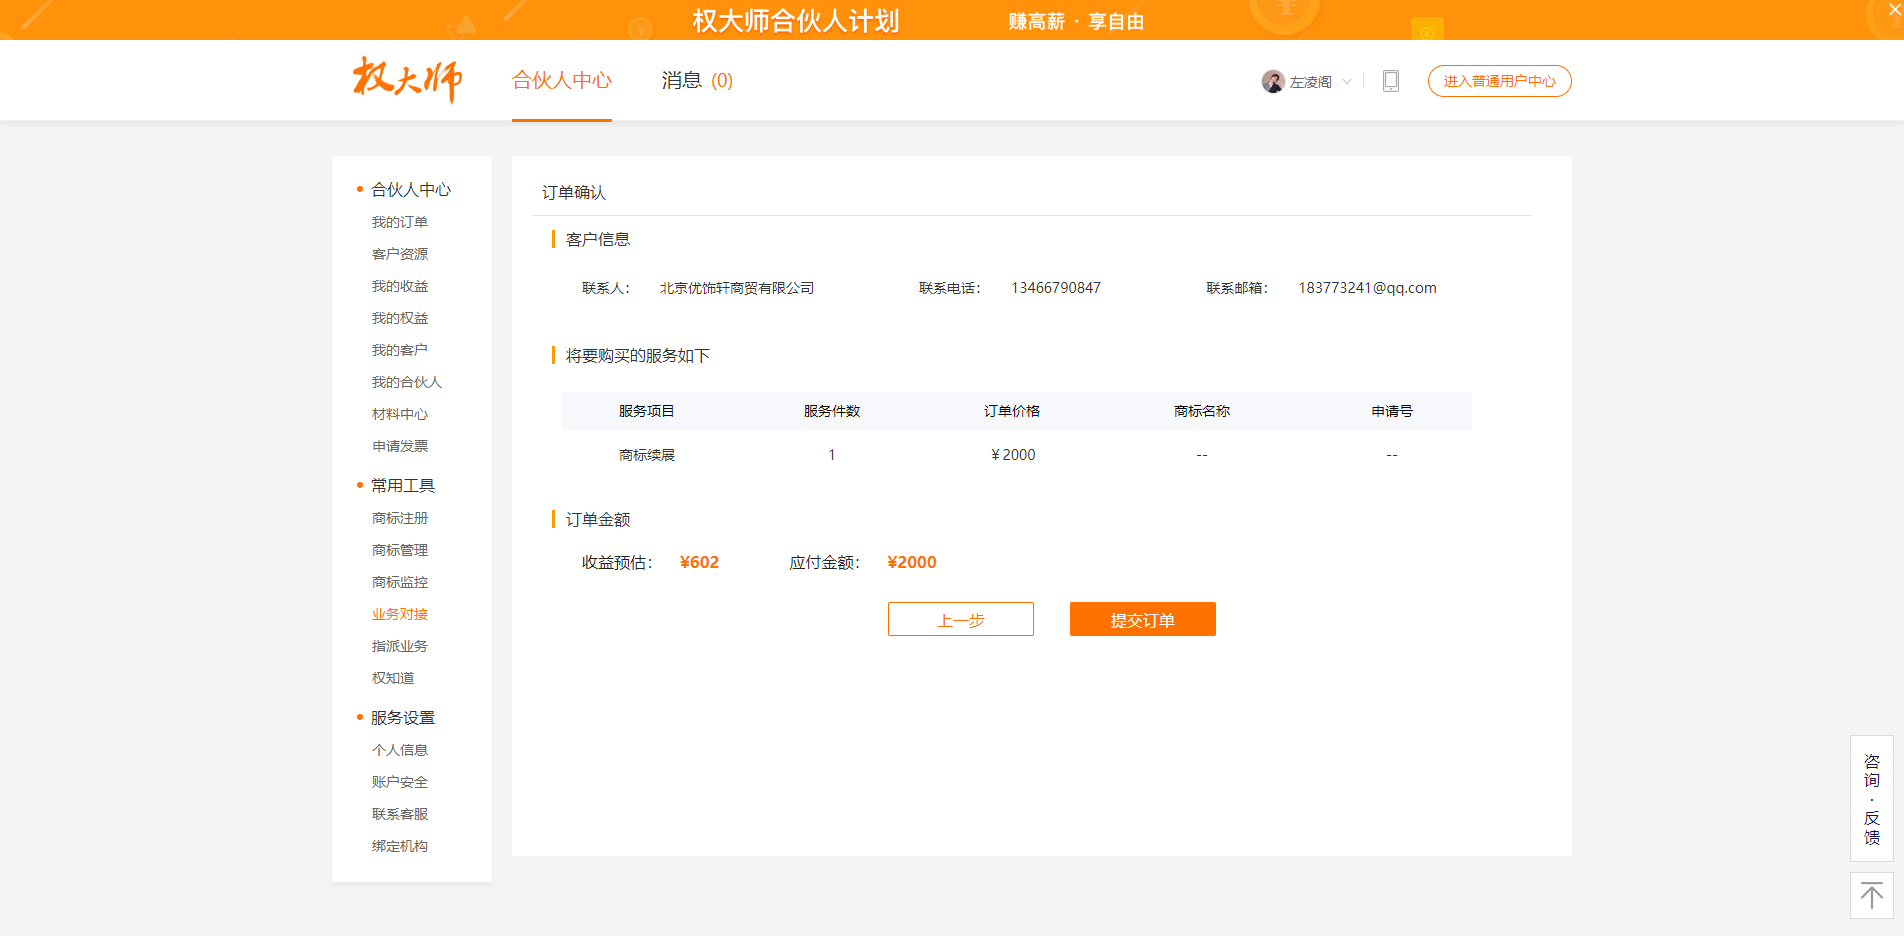 权大师合伙人计划 赚高薪 · 享自由
权大师 合伙人中心 消息 (0) 左凌阁 进入普通用户中心
合伙人中心
我的订单
客户资源
我的收益
我的权益
我的客户
我的合伙人
材料中心
申请发票
常用工具
商标注册
商标管理
商标监控
业务对接
指派业务
权知道
服务设置
个人信息
账户安全
联系客服
绑定机构
订单确认
客户信息
联系人： 北京优饰轩商贸有限公司 联系电话： 13466790847 联系邮箱： 183773241@qq.com
将要购买的服务如下
服务项目 服务件数 订单价格 商标名称 申请号
商标续展 1 ￥2000 -- --
订单金额
收益预估： ¥602 应付金额： ¥2000
上一步 提交订单
咨询·反馈